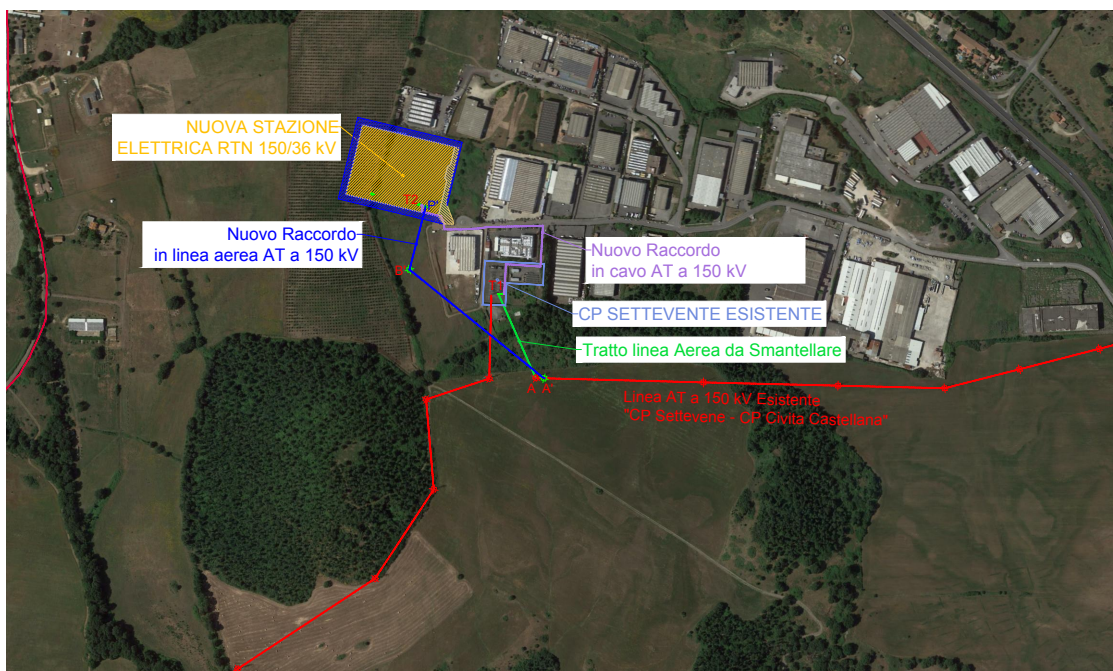 NUOVA STAZIONE
ELETTRICA RTN 150/36 kV
T2
P
Nuovo Raccordo
in linea aerea AT a 150 kV
Nuovo Raccordo
in cavo AT a 150 kV
T1
CP SETTEVENTE ESISTENTE
Tratto linea Aerea da Smantellare
A A'
Linea AT a 150 kV Esistente
"CP Settevene - CP Civita Castellana"